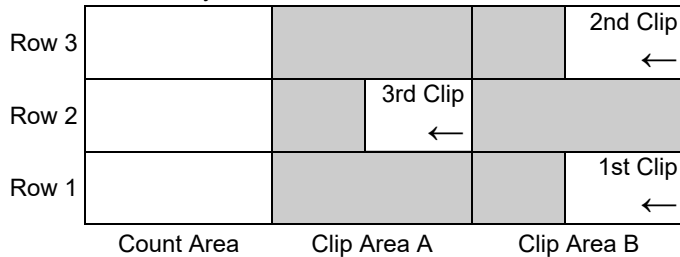 Row 3
2nd Clip
←
Row 2
3rd Clip
←
Row 1
1st Clip
←
Count Area Clip Area A Clip Area B